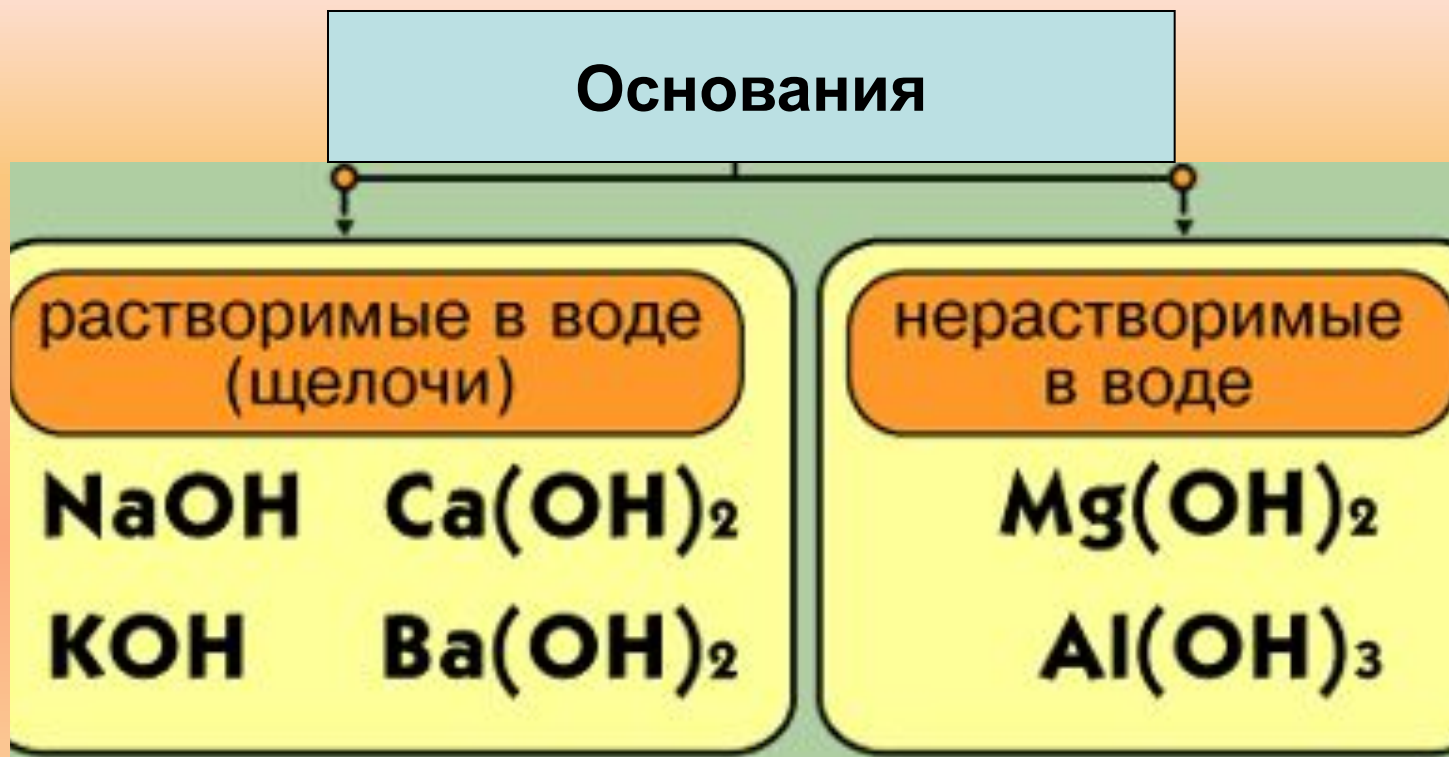 Основания
растворимые в воде
(щелочи)
нерастворимые
в воде
NaOH Ca(OH)₂
KOH Ba(OH)₂
Mg(OH)₂
Al(OH)₃